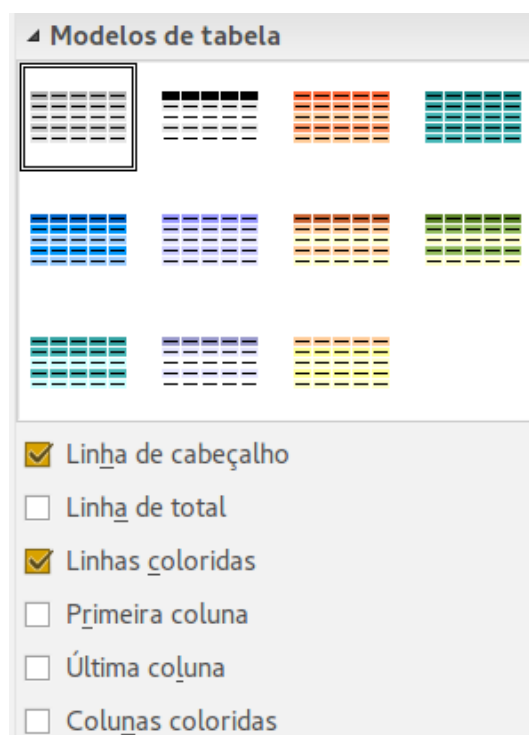 Modelos de tabela
Linha de cabeçalho
Linha de total
Linhas coloridas
Primeira coluna
Última coluna
Colunas coloridas